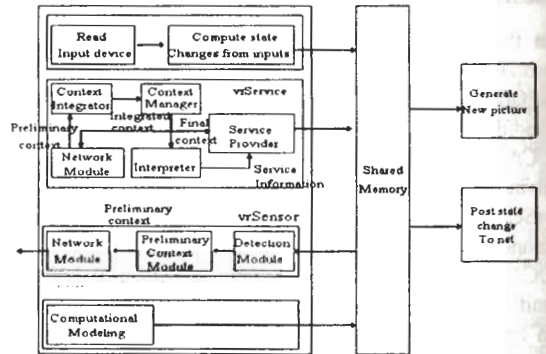 Read
Input device
Compute state
Changes from inputs
Context
Integrator
Context
Manager
vrService
Integrated
context
Preliminary
context
Final
context
Service
Provider
Network
Module
Interpreter
Service
Information
Shared
Memory
Generate
New picture
Post state
change
To net
Preliminary
context
vrSensor
Network
Module
Preliminary
Context
Module
Detection
Module
Computational
Modeling